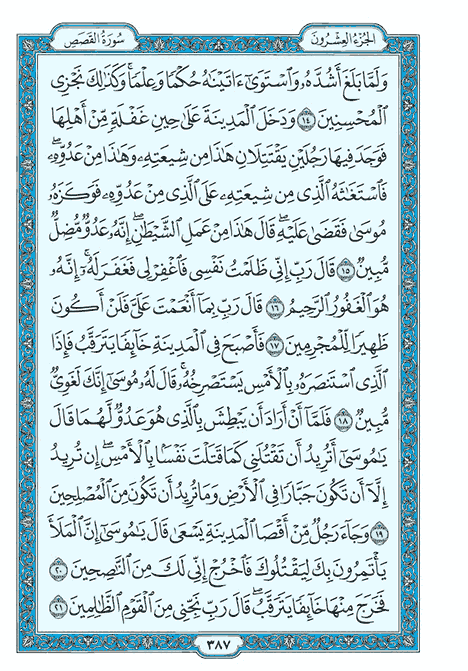 الجُزْءُ العِشْرُونَ
سُورَةُ القَصَصِ
وَلَمَّا بَلَغَ أَشُدَّهُۥ وَٱسْتَوَىٰٓ ءَاتَيْنَٰهُ حُكْمًا وَعِلْمًا ۚ وَكَذَٰلِكَ نَجْزِى
ٱلْمُحْسِنِينَ ١٤ وَدَخَلَ ٱلْمَدِينَةَ عَلَىٰ حِينِ غَفْلَةٍ مِّنْ أَهْلِهَا
فَوَجَدَ فِيهَا رَجُلَيْنِ يَقْتَتِلَانِ هَٰذَا مِن شِيعَتِهِۦ وَهَٰذَا مِنْ عَدُوِّهِۦ ۖ
فَٱسْتَغَٰثَهُ ٱلَّذِى مِن شِيعَتِهِۦ عَلَى ٱلَّذِى مِنْ عَدُوِّهِۦ فَوَكَزَهُۥ
مُوسَىٰ فَقَضَىٰ عَلَيْهِ ۖ قَالَ هَٰذَا مِنْ عَمَلِ ٱلشَّيْطَٰنِ ۖ إِنَّهُۥ عَدُوٌّ مُّضِلٌّ
مُّبِينٌ ١٥ قَالَ رَبِّ إِنِّى ظَلَمْتُ نَفْسِى فَٱغْفِرْ لِى فَغَفَرَ لَهُۥٓ ۚ إِنَّهُۥ
هُوَ ٱلْغَفُورُ ٱلرَّحِيمُ ١٦ قَالَ رَبِّ بِمَآ أَنْعَمْتَ عَلَىَّ فَلَنْ أَكُونَ
ظَهِيرًا لِّلْمُجْرِمِينَ ١٧ فَأَصْبَحَ فِى ٱلْمَدِينَةِ خَآئِفًا يَتَرَقَّبُ فَإِذَا
ٱلَّذِى ٱسْتَنصَرَهُۥ بِٱلْأَمْسِ يَسْتَصْرِخُهُۥ ۚ قَالَ لَهُۥ مُوسَىٰٓ إِنَّكَ لَغَوِىٌّ
مُّبِينٌ ١٨ فَلَمَّآ أَنْ أَرَادَ أَن يَبْطِشَ بِٱلَّذِى هُوَ عَدُوٌّ لَّهُمَا قَالَ
يَٰمُوسَىٰٓ أَتُرِيدُ أَن تَقْتُلَنِى كَمَا قَتَلْتَ نَفْسًۢا بِٱلْأَمْسِ ۖ إِن تُرِيدُ
إِلَّآ أَن تَكُونَ جَبَّارًا فِى ٱلْأَرْضِ وَمَا تُرِيدُ أَن تَكُونَ مِنَ ٱلْمُصْلِحِينَ
١٩ وَجَآءَ رَجُلٌ مِّنْ أَقْصَا ٱلْمَدِينَةِ يَسْعَىٰ قَالَ يَٰمُوسَىٰٓ إِنَّ ٱلْمَلَأَ
يَأْتَمِرُونَ بِكَ لِيَقْتُلُوكَ فَٱخْرُجْ إِنِّى لَكَ مِنَ ٱلنَّٰصِحِينَ ٢٠
فَخَرَجَ مِنْهَا خَآئِفًا يَتَرَقَّبُ ۖ قَالَ رَبِّ نَجِّنِى مِنَ ٱلْقَوْمِ ٱلظَّٰلِمِينَ ٢١
٣٨٧